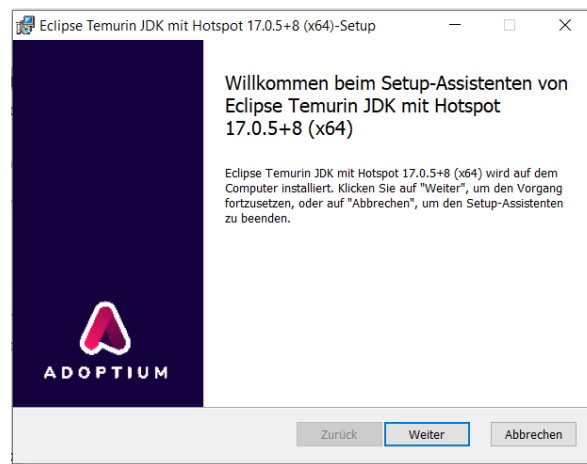 Eclipse Temurin JDK mit Hotspot 17.0.5+8 (x64)-Setup
Willkommen beim Setup-Assistenten von
Eclipse Temurin JDK mit Hotspot
17.0.5+8 (x64)
Eclipse Temurin JDK mit Hotspot 17.0.5+8 (x64) wird auf dem
Computer installiert. Klicken Sie auf "Weiter", um den Vorgang
fortzusetzen, oder auf "Abbrechen", um den Setup-Assistenten
zu beenden.
ADOPTIUM
Zurück Weiter Abbrechen